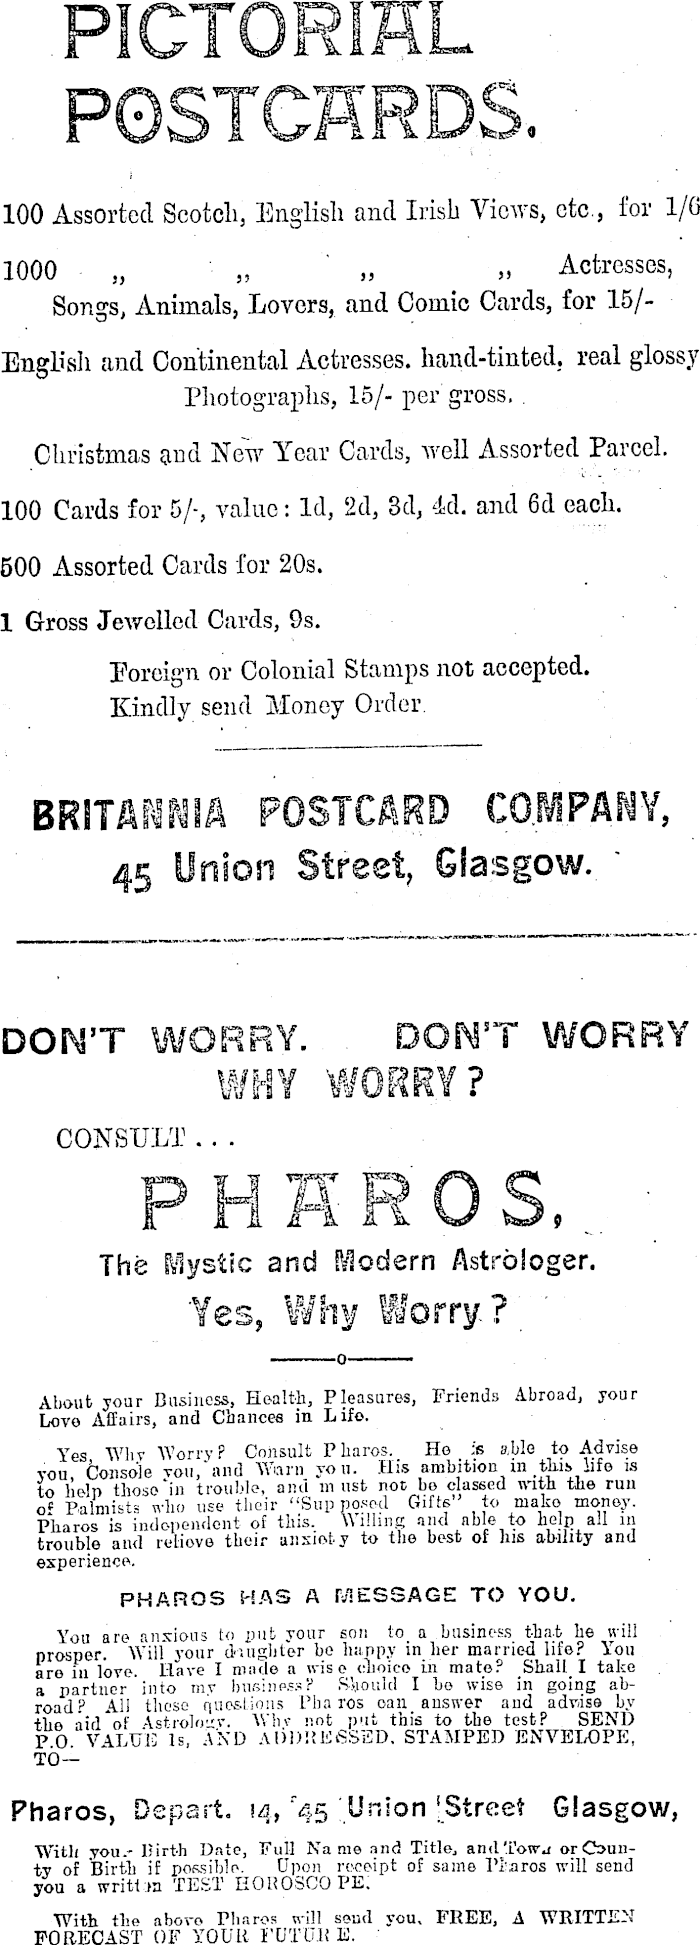 PICTORIAL
POSTCARDS.
100 Assorted Scotch, English and Irish Views, etc., for 1/6
1000 „ „ „ „ Actresses,
Songs, Animals, Lovers, and Comic Cards, for 15/-
English and Continental Actresses. hand-tinted, real glossy
Photographs, 15/- per gross.
Christmas and New Year Cards, well Assorted Parcel.
100 Cards for 5/-, value: 1d, 2d, 3d, 4d. and 6d each.
500 Assorted Cards for 20s.
1 Gross Jewelled Cards, 9s.
Foreign or Colonial Stamps not accepted.
Kindly send Money Order.
BRITANNIA POSTCARD COMPANY,
45 Union Street, Glasgow.
DON'T WORRY. DON'T WORRY
WHY WORRY?
CONSULT...
PHAROS,
The Mystic and Modern Astrologer.
Yes, Why Worry?
—o—
About your Business, Health, Pleasures, Friends Abroad, your
Love Affairs, and Chances in Life.
Yes, Why Worry? Consult Pharos. He is able to Advise
you, Console you, and Warn you. His ambition in this life is
to help those in trouble, and must not be classed with the run
of Palmists who use their "Supposed Gifts" to make money.
Pharos is independent of this. Willing and able to help all in
trouble and relieve their anxiety to the best of his ability and
experience.
PHAROS HAS A MESSAGE TO YOU.
You are anxious to put your son to a business that he will
prosper. Will your daughter be happy in her married life? You
are in love. Have I made a wise choice in mate? Shall I take
a partner into my business? Should I be wise in going ab-
road? All these questions Pharos can answer and advise by
the aid of Astrology. Why not put this to the test? SEND
P.O. VALUE 1s, AND ADDRESSED, STAMPED ENVELOPE,
TO—
Pharos, Depart. 14, 45 Union Street Glasgow,
With your Birth Date, Full Name and Title, and Town or Coun-
ty of Birth if possible. Upon receipt of same Pharos will send
you a written TEST HOROSCOPE.
With the above Pharos will send you, FREE, A WRITTEN
FORECAST OF YOUR FUTURE.